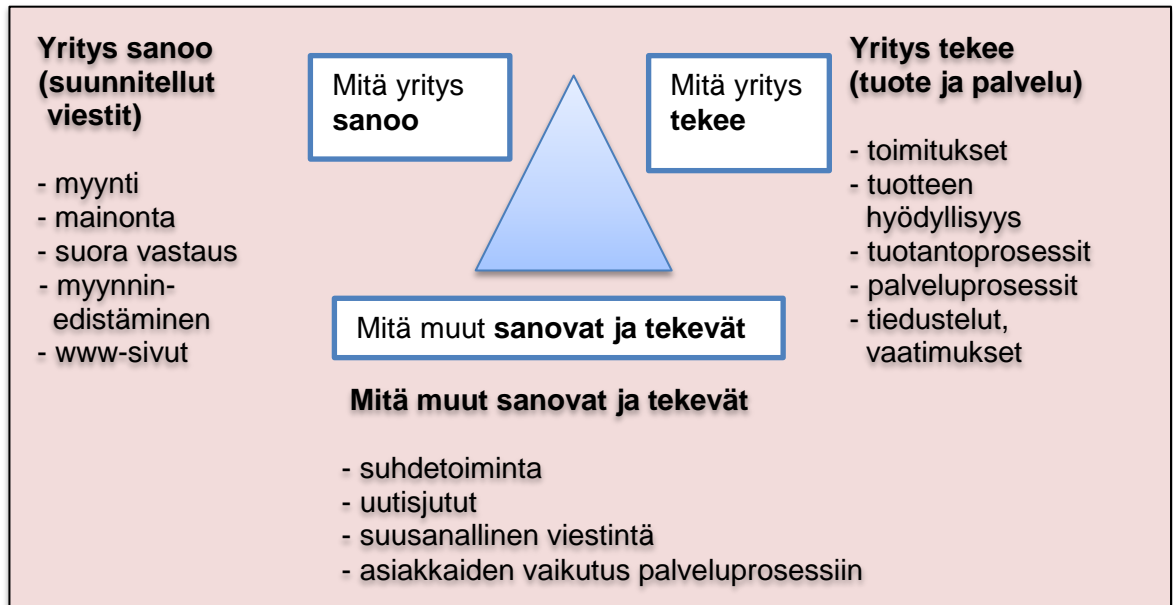 Yritys sanoo
(suunnitellut
viestit)
- myynti
- mainonta
- suora vastaus
- myynnin-
edistäminen
- www-sivut
Mitä yritys
sanoo
Mitä yritys
tekee
Yritys tekee
(tuote ja palvelu)
- toimitukset
- tuotteen
hyödyllisyys
- tuotantoprosessit
- palveluprosessit
- tiedustelut,
vaatimukset
Mitä muut sanovat ja tekevät
Mitä muut sanovat ja tekevät
- suhdetoiminta
- uutisjutut
- suusanallinen viestintä
- asiakkaiden vaikutus palveluprosessiin